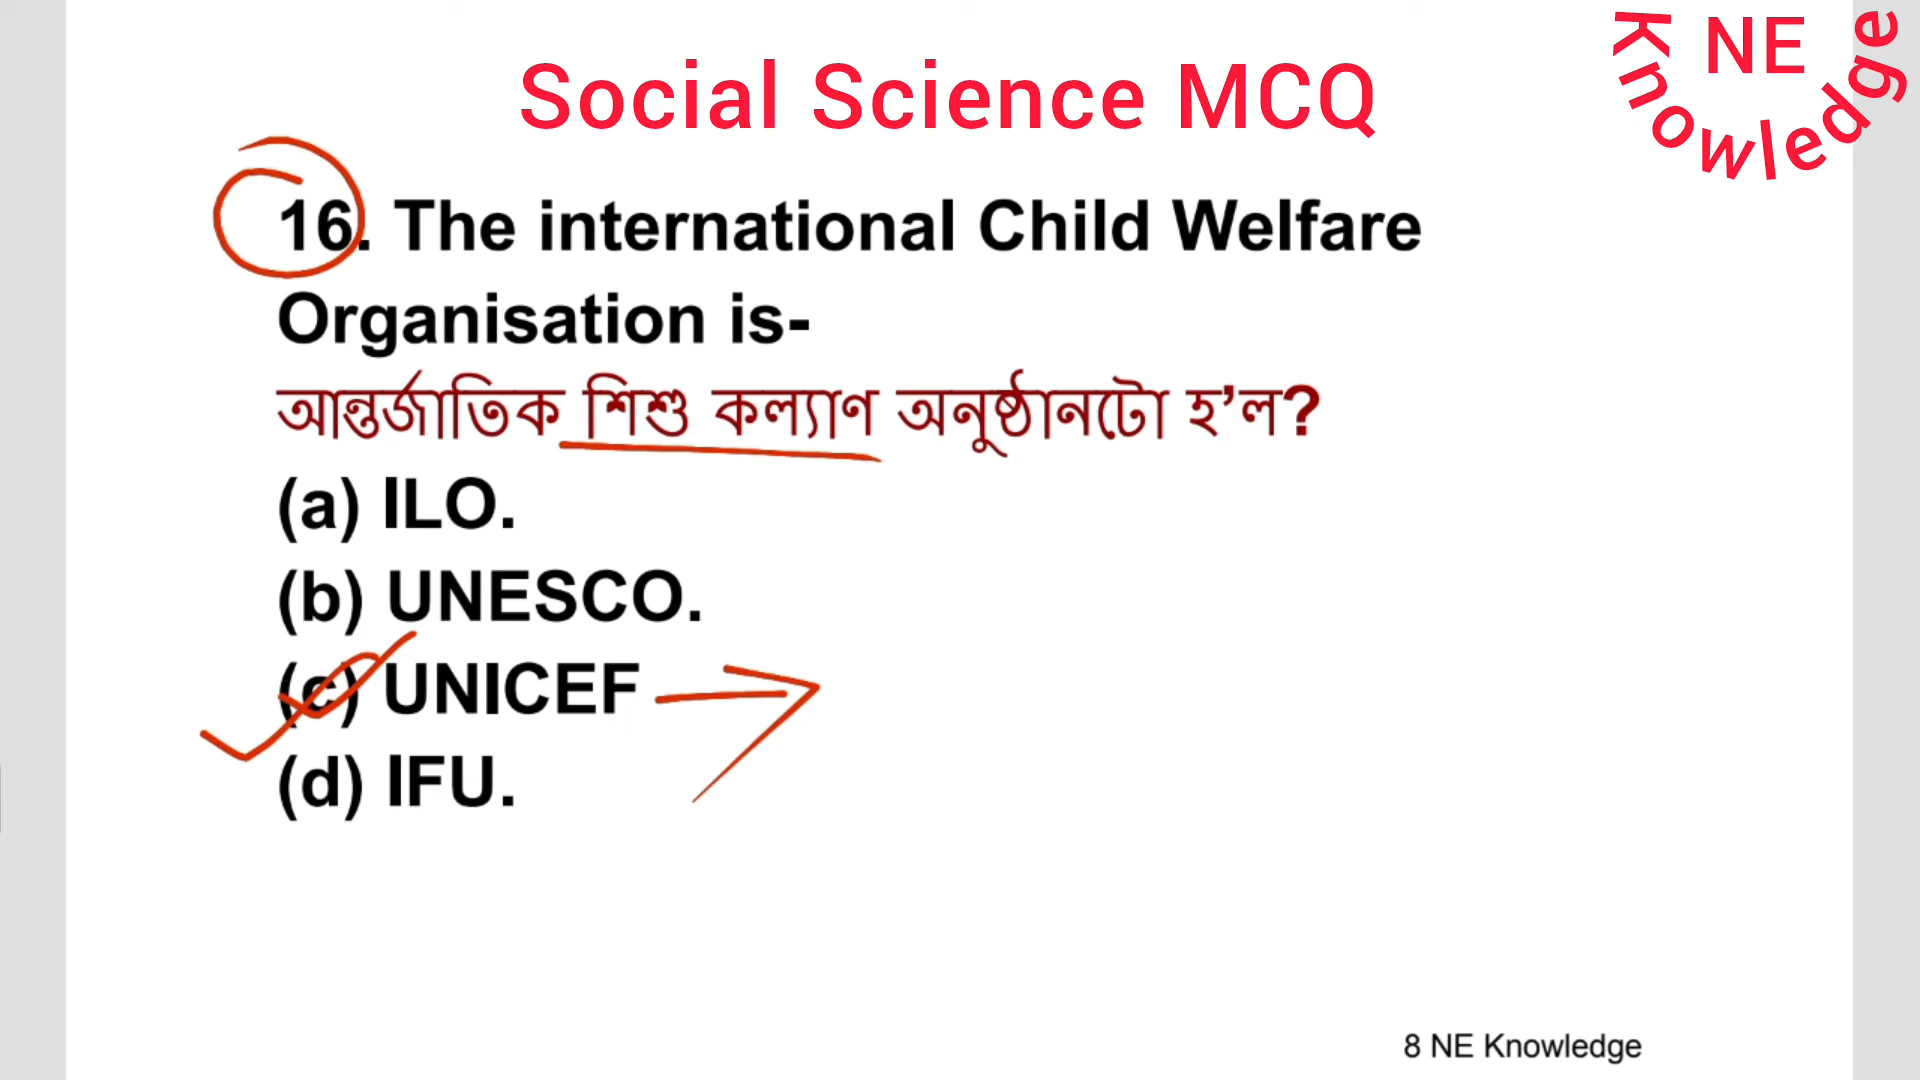 Social Science MCQ
NE
Knowledge
16. The international Child Welfare
Organisation is-
আন্তৰ্জাতিক শিশু কল্যাণ অনুষ্ঠানটো হ’ল?
(a) ILO.
(b) UNESCO.
(c) UNICEF
(d) IFU.
8 NE Knowledge